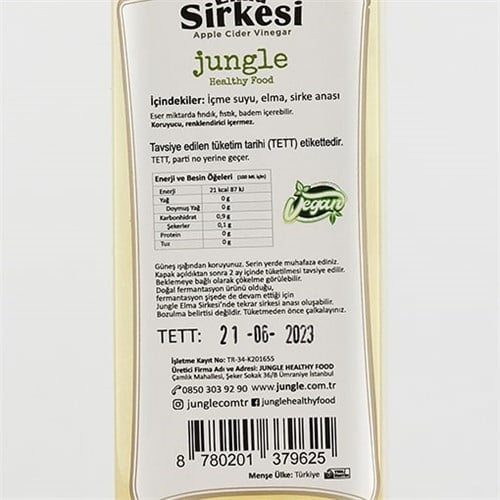 Elma
Sirkesi
Apple Cider Vinegar
jungle
Healthy Food
İçindekiler: İçme suyu, elma, sirke anası
Eser miktarda fındık, fıstık, badem içerebilir.
Koruyucu, renklendirici içermez.
Tavsiye edilen tüketim tarihi (TETT) etikettedir.
TETT, parti no yerine geçer.
Enerji ve Besin Öğeleri (100 ML için)
Enerji 21 kcal 87 kJ
Yağ 0 g
Doymuş Yağ 0 g
Karbonhidrat 0,9 g
Şekerler 0,1 g
Protein 0 g
Tuz 0 g
Vegan
Güneş ışığından koruyunuz. Serin yerde muhafaza ediniz.
Kapak açıldıktan sonra 2 ay içinde tüketilmesi tavsiye edilir.
Beklemeye bağlı olarak çökelme görülebilir.
Doğal fermantasyon ürünü olduğu,
fermantasyon şişede de devam ettiği için
Jungle Elma Sirkesi'nde tekrar sirke anası oluşabilir.
Bozulma belirtisi değildir. Tüketmeden önce çalkalayınız.
TETT: 21 -06- 2023
İşletme Kayıt No: TR-34-K201655
Üretici Firma Adı ve Adresi: JUNGLE HEALTHY FOOD
Çamlık Mahallesi, Şeker Sokak 36/B Ümraniye İstanbul
0850 303 92 90 www.jungle.com.tr
junglecomtr junglehealthyfood
8 780201 379625
Menşe Ülke: Türkiye